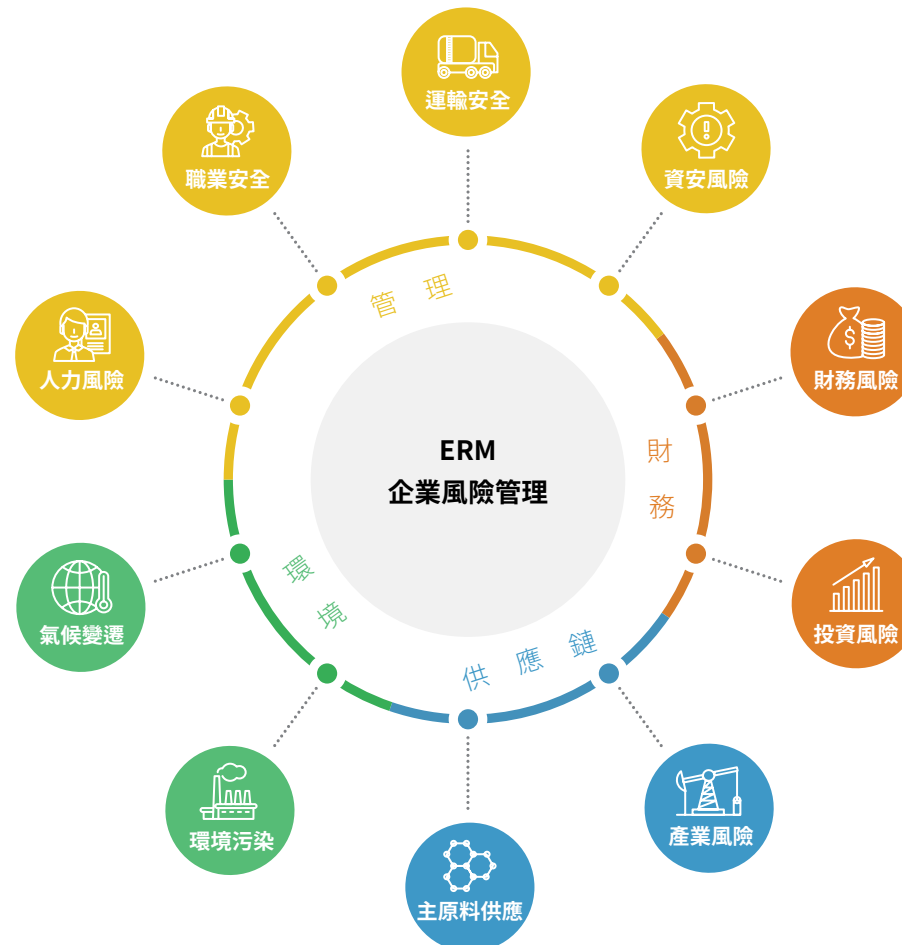 運輸安全
職業安全
資安風險
管理
人力風險
財務風險
ERM
企業風險管理
財務
環境
氣候變遷
投資風險
供應鏈
環境污染
產業風險
主原料供應
$